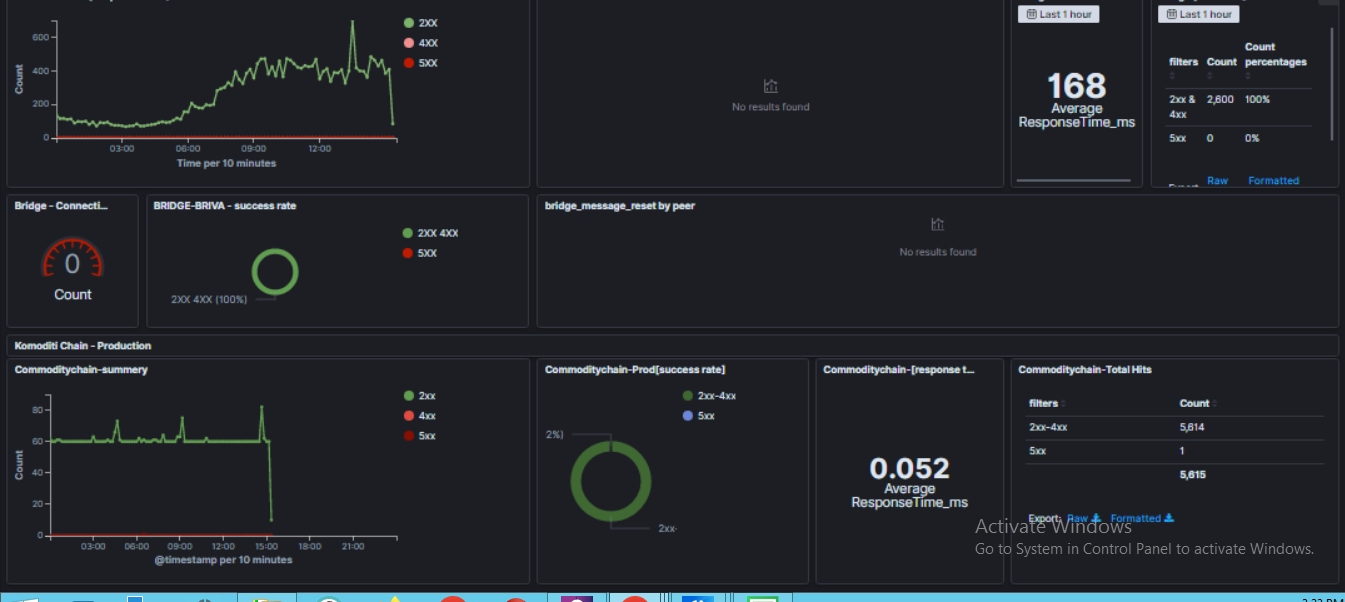 Last 1 hour
Last 1 hour
600
400
200
0
Count
03:00 06:00 09:00 12:00
Time per 10 minutes
2XX
4XX
5XX
No results found
168
Average
ResponseTime_ms
filters Count Count percentages
2xx & 4xx 2,600 100%
5xx 0 0%
Raw Formatted
Bridge - Connecti...
0
Count
BRIDGE-BRIVA - success rate
2XX 4XX
5XX
2XX 4XX (100%)
bridge_message_reset by peer
No results found
Komoditi Chain - Production
Commoditychain-summery
80
60
40
20
0
Count
03:00 06:00 09:00 12:00 15:00 18:00 21:00
@timestamp per 10 minutes
2xx
4xx
5xx
Commoditychain-Prod[success rate]
2xx-4xx
5xx
2%)
2xx-
Commoditychain-[response t...
0.052
Average
ResponseTime_ms
Commoditychain-Total Hits
filters Count
2xx-4xx 5,614
5xx 1
5,615
Export: Raw Formatted
Activate Windows
Go to System in Control Panel to activate Windows.